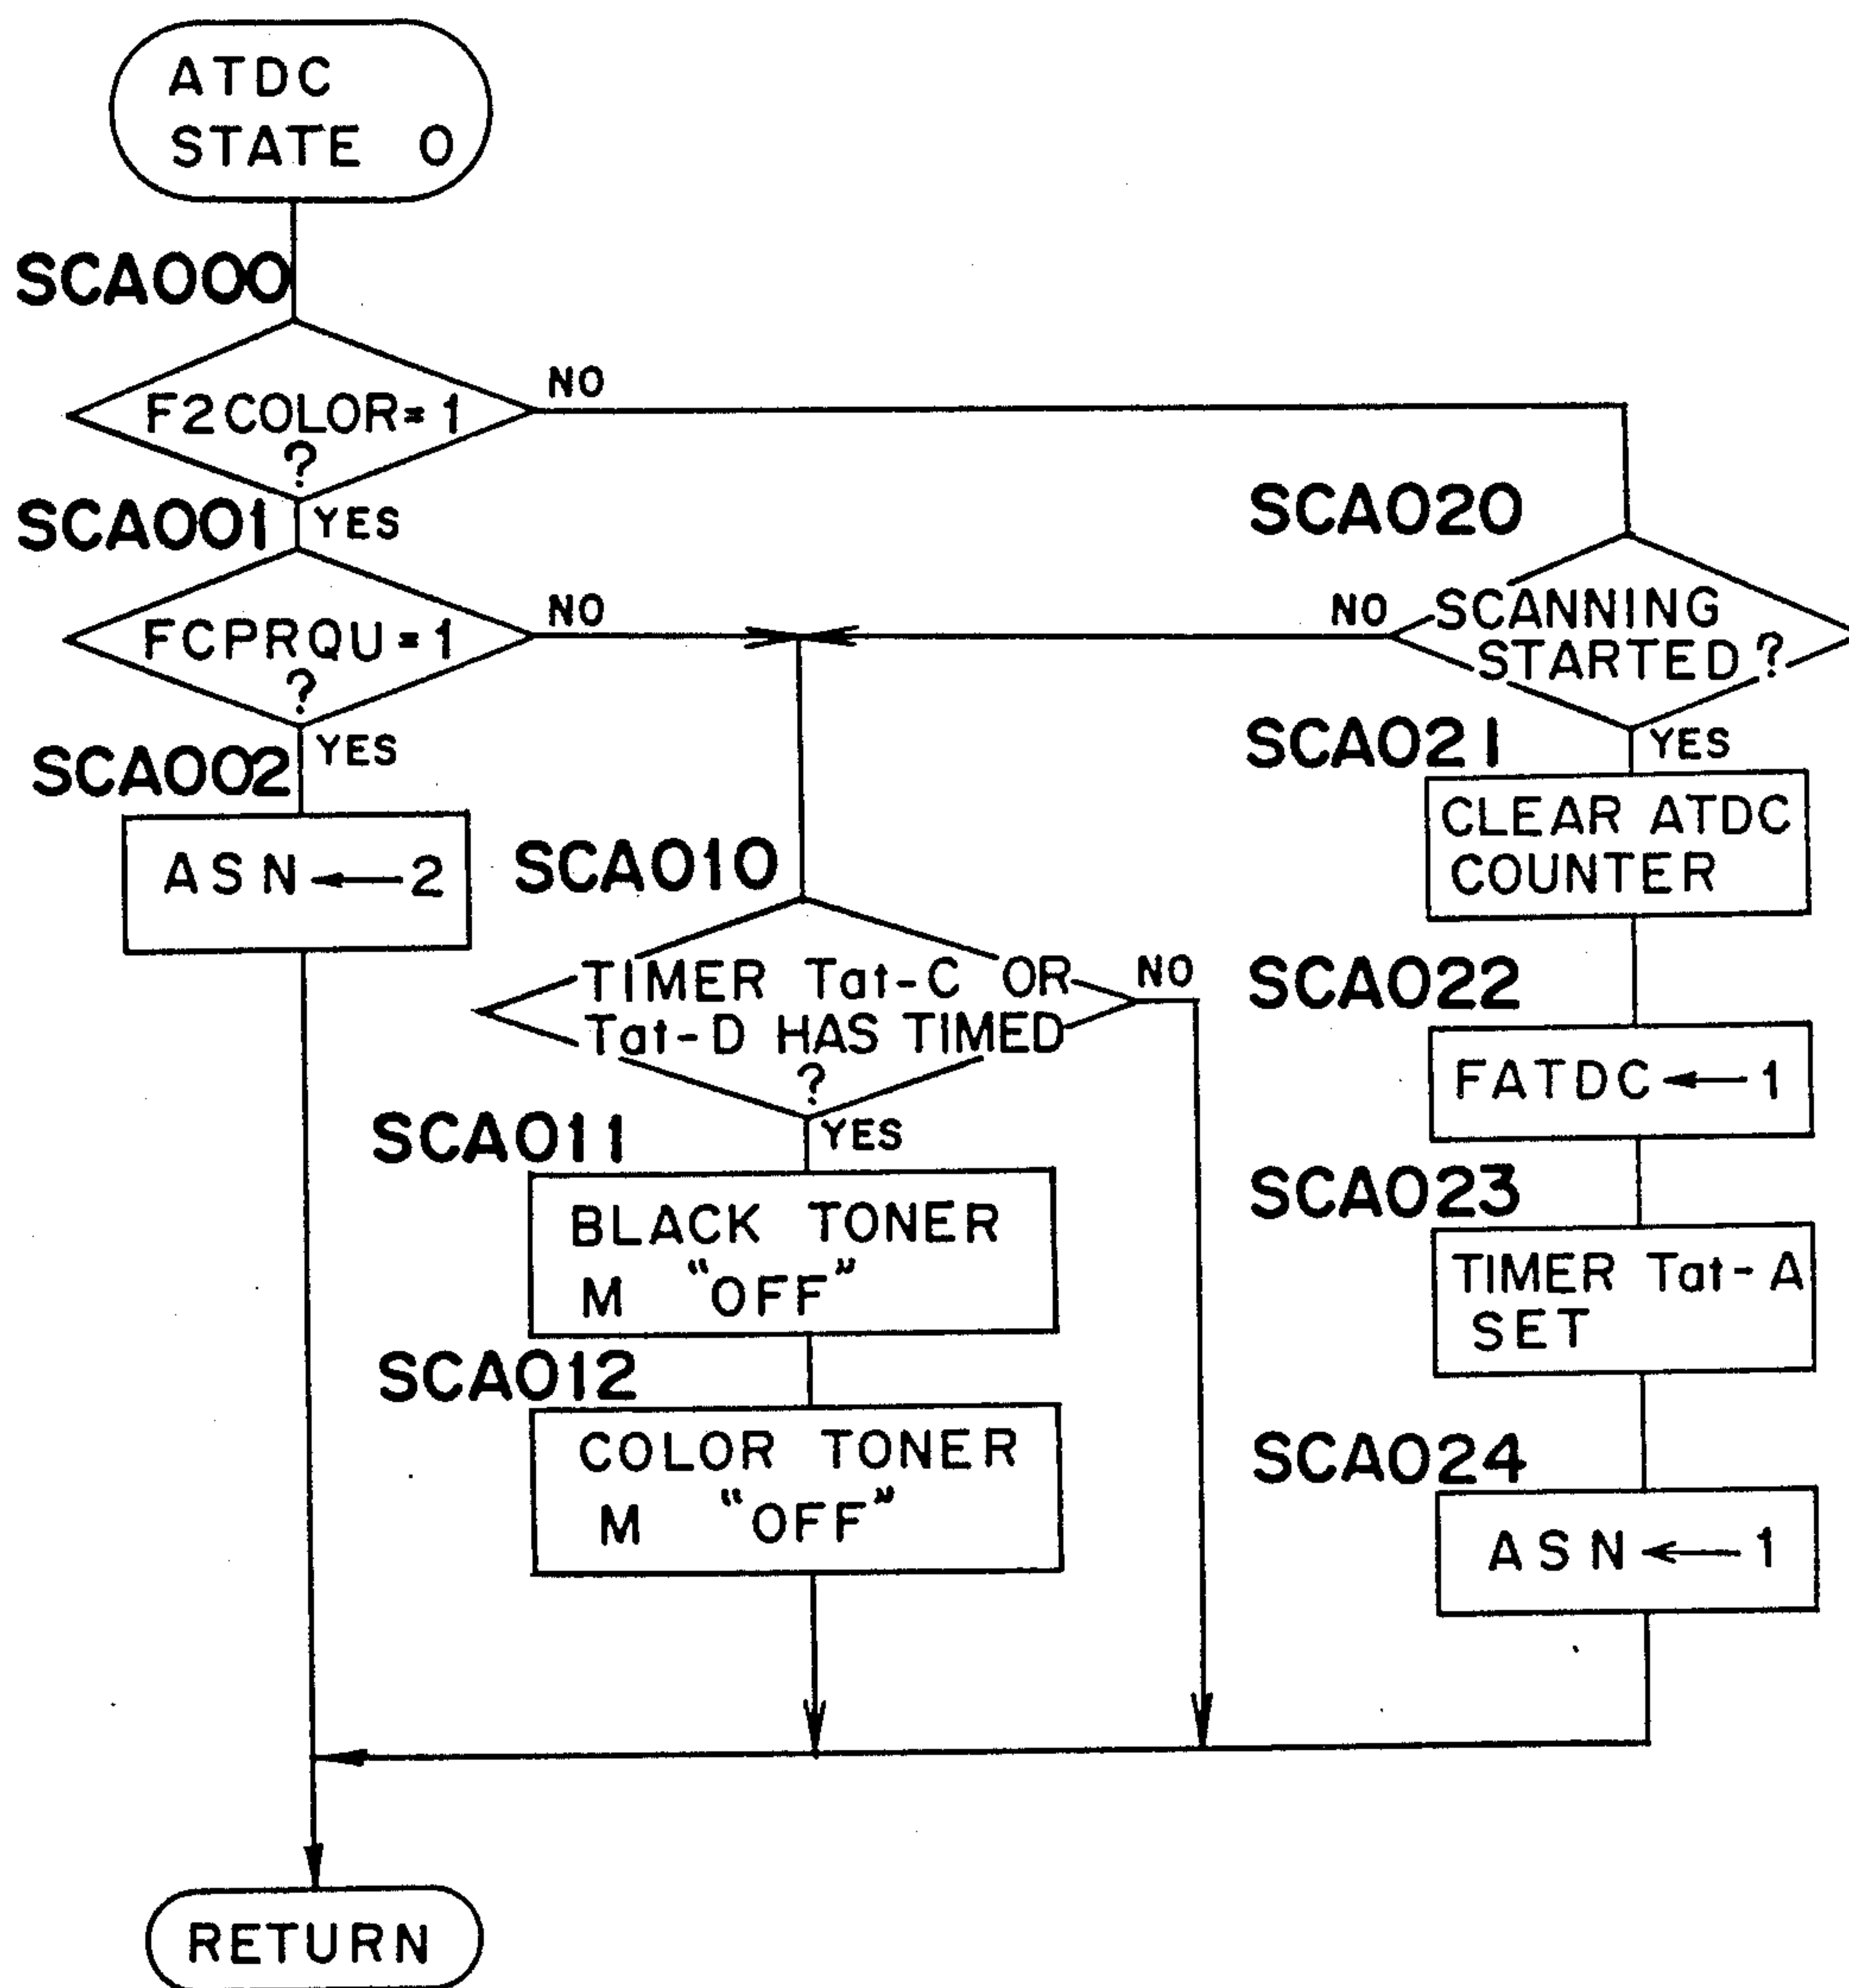 ATDC
STATE 0
SCA000
F2COLOR=1
?
NO
YES
SCA001
FCPRQU=1
?
NO
YES
SCA002
ASN←2
SCA010
TIMER Tat-C OR
Tat-D HAS TIMED
?
NO
YES
SCA011
BLACK TONER
M "OFF"
SCA012
COLOR TONER
M "OFF"
SCA020
SCANNING
STARTED?
NO
YES
SCA021
CLEAR ATDC
COUNTER
SCA022
FATDC←1
SCA023
TIMER Tat-A
SET
SCA024
ASN←1
RETURN